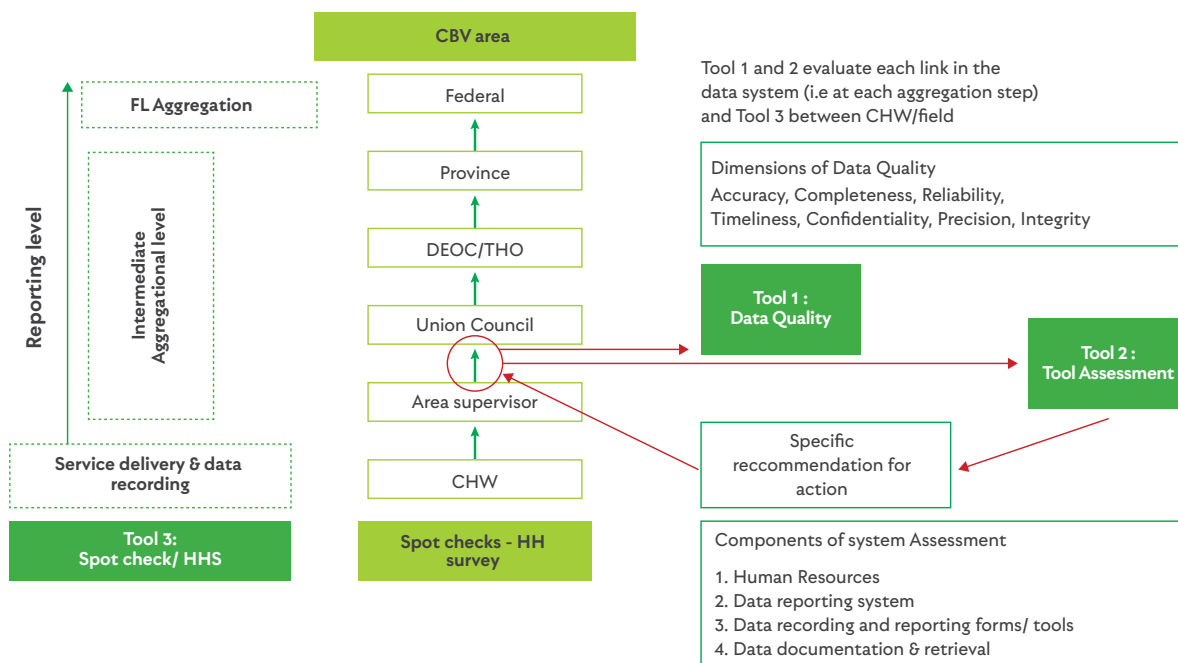 CBV area
Reporting level
FL Aggregation
Intermediate
Aggregational level
Service delivery & data
recording
Tool 3:
Spot check/ HHS
Federal
Province
DEOC/THO
Union Council
Area supervisor
CHW
Spot checks - HH
survey
Tool 1 and 2 evaluate each link in the
data system (i.e at each aggregation step)
and Tool 3 between CHW/field
Dimensions of Data Quality
Accuracy, Completeness, Reliability,
Timeliness, Confidentiality, Precision, Integrity
Tool 1 :
Data Quality
Tool 2 :
Tool Assessment
Specific
reccommendation for
action
Components of system Assessment
1. Human Resources
2. Data reporting system
3. Data recording and reporting forms/ tools
4. Data documentation & retrieval